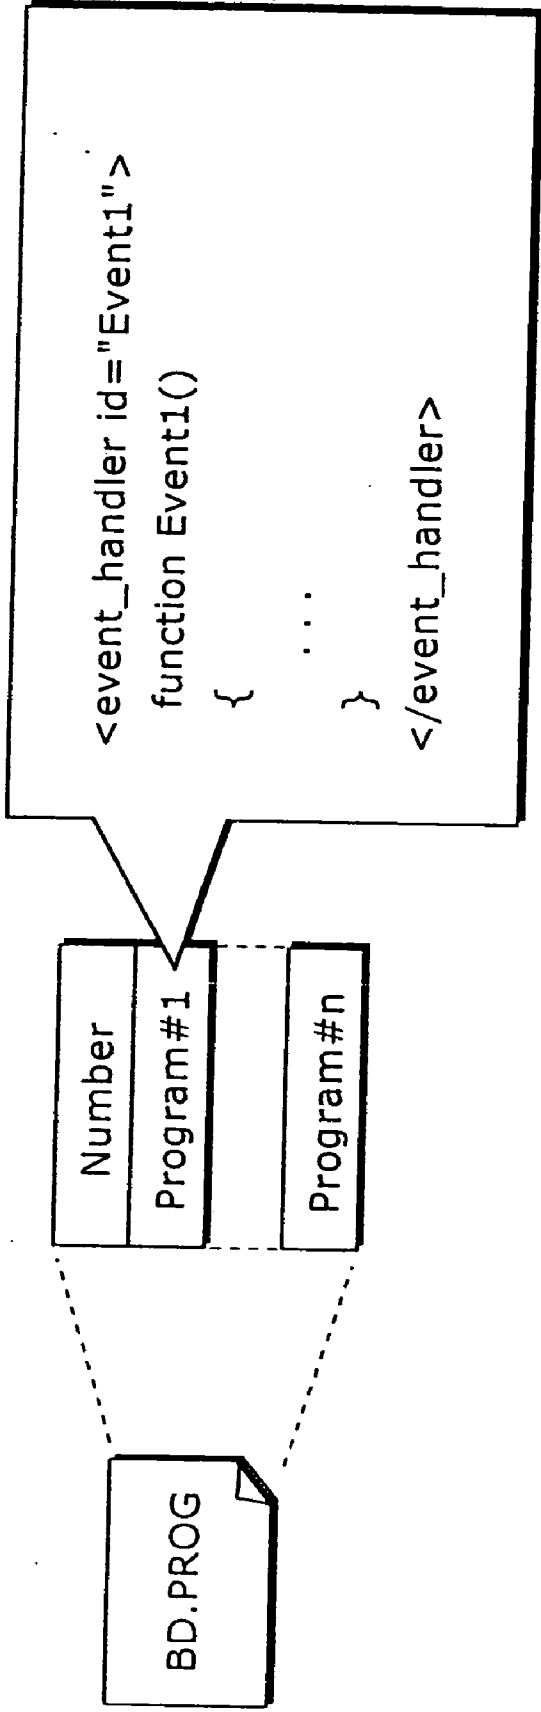 BD.PROG
Number
Program#1
Program#n
<event_handler id="Event1">
function Event1()
{
...
}
</event_handler>